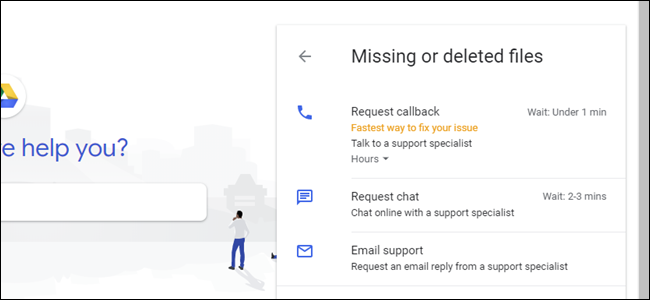 Missing or deleted files
e help you?
Request callback
Wait: Under 1 min
Fastest way to fix your issue
Talk to a support specialist
Hours
Request chat
Wait: 2-3 mins
Chat online with a support specialist
Email support
Request an email reply from a support specialist